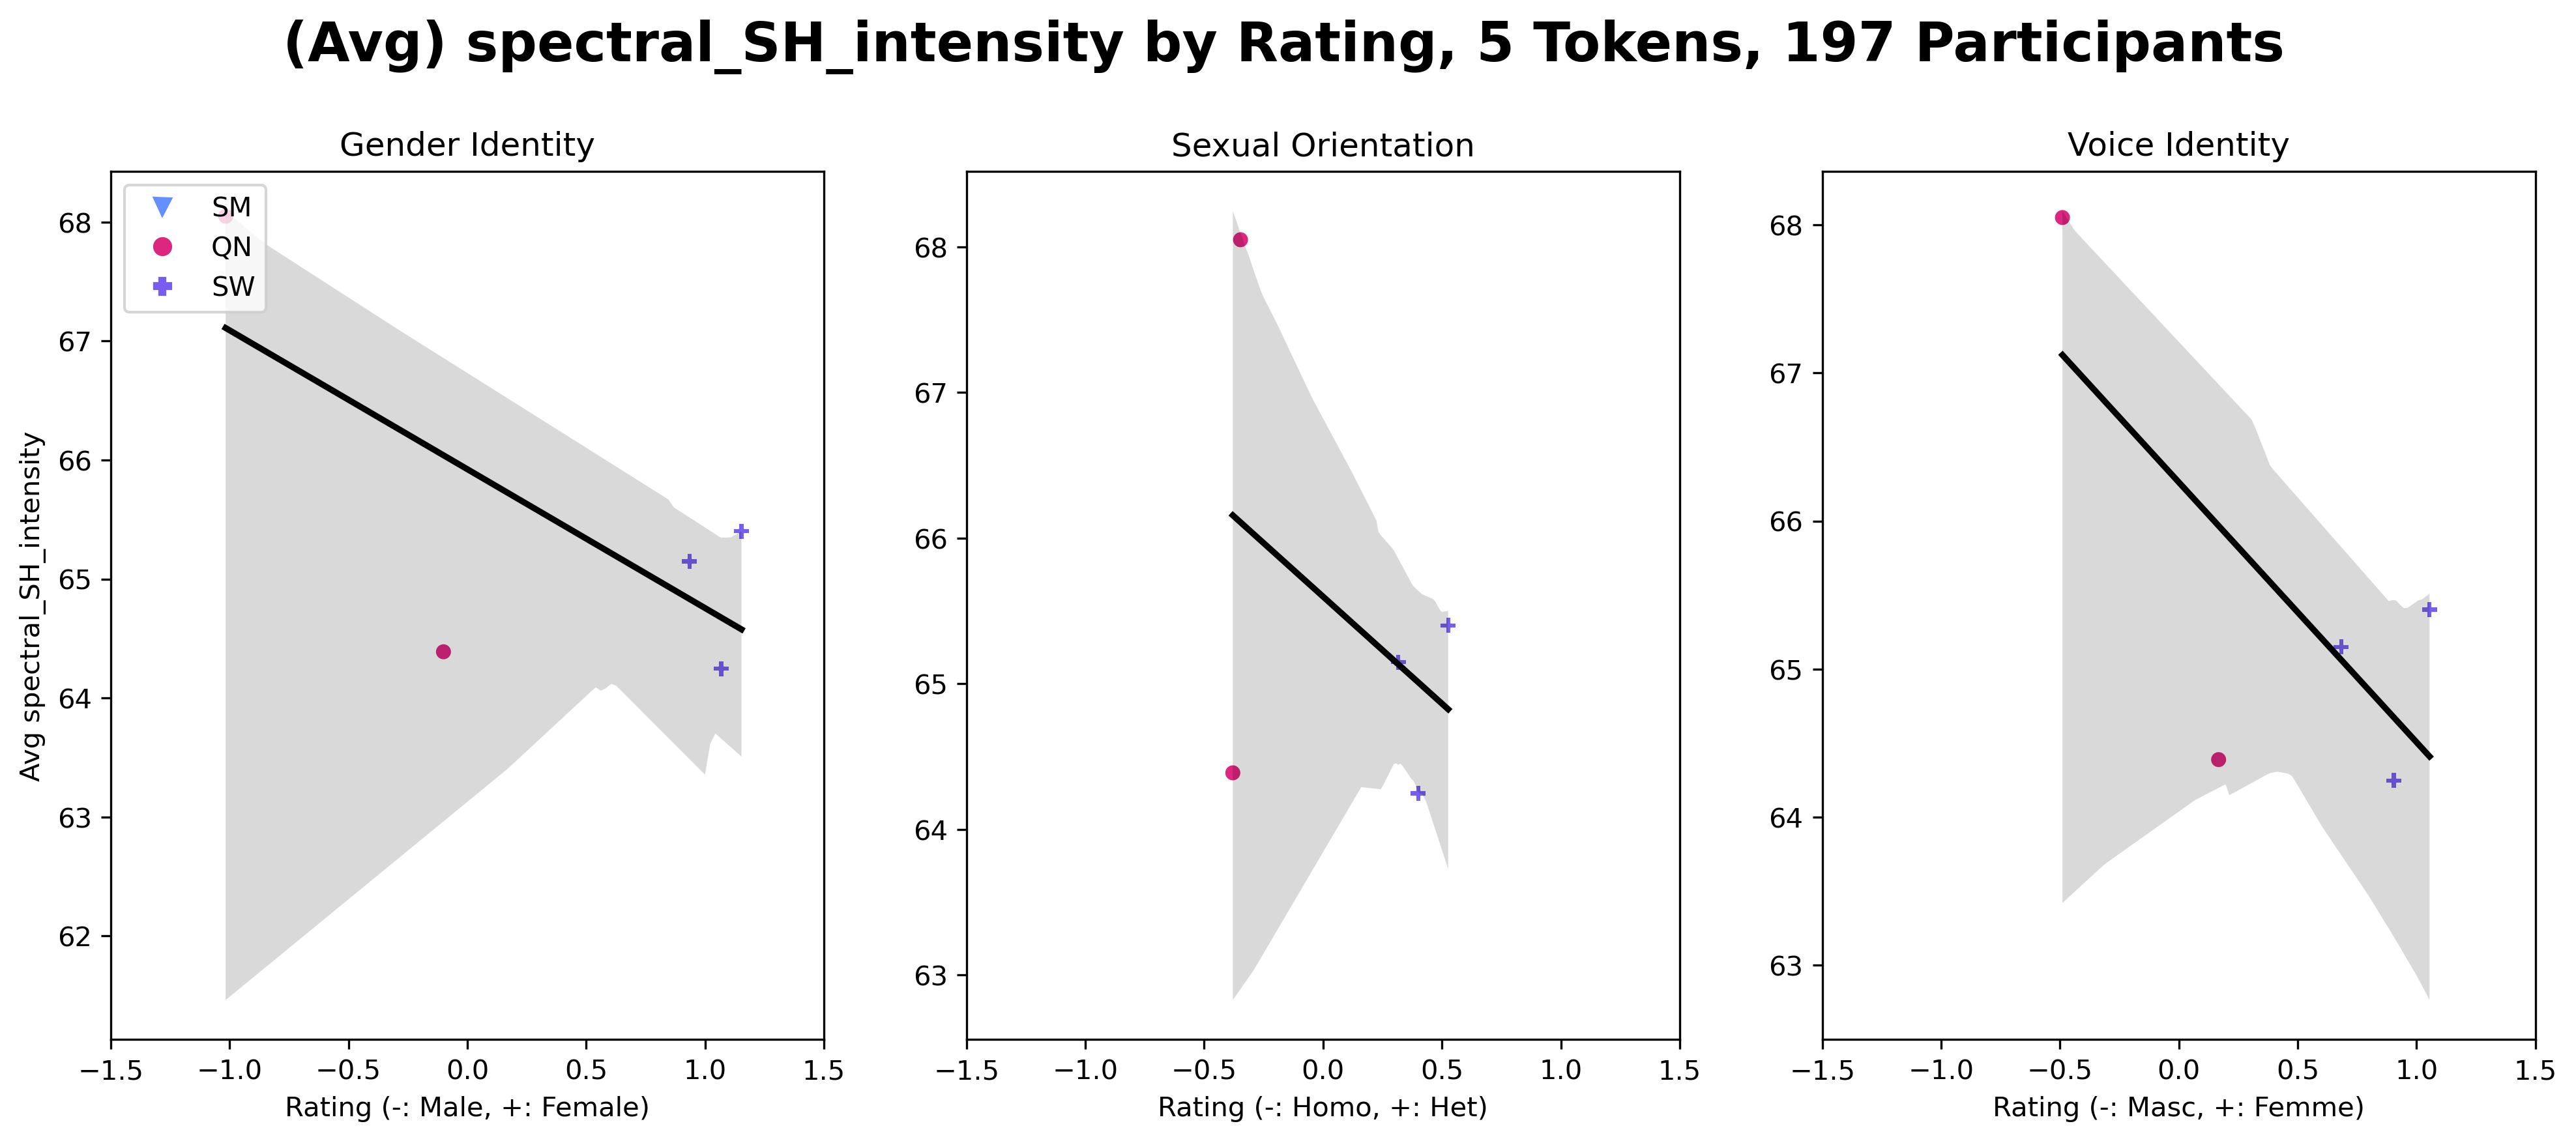 (Avg) spectral_SH_intensity by Rating, 5 Tokens, 197 Participants
Gender Identity
Sexual Orientation
Voice Identity
SM
QN
SW
Avg spectral_SH_intensity
68
67
66
65
64
63
62
−1.5 −1.0 −0.5 0.0 0.5 1.0 1.5
Rating (-: Male, +: Female)
68
67
66
65
64
63
−1.5 −1.0 −0.5 0.0 0.5 1.0 1.5
Rating (-: Homo, +: Het)
68
67
66
65
64
63
−1.5 −1.0 −0.5 0.0 0.5 1.0 1.5
Rating (-: Masc, +: Femme)